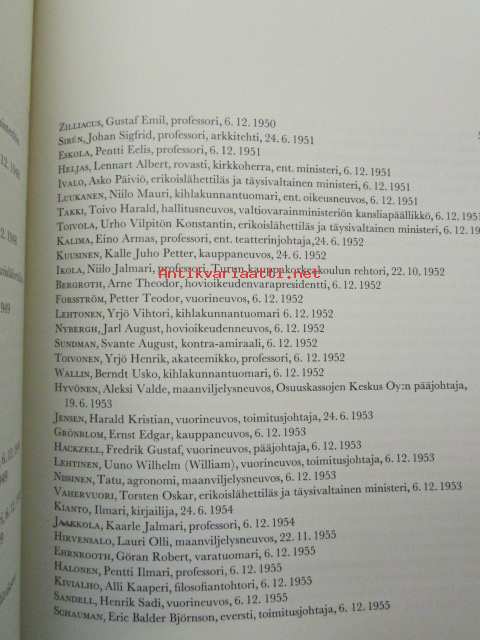 ZILLIACUS, Gustaf Emil, professori, 6. 12. 1950
SIRÉN, Johan Sigfrid, professori, arkkitehti, 24. 6. 1951
ESKOLA, Pentti Eelis, professori, 6. 12. 1951
HELJAS, Lennart Albert, rovasti, kirkkoherra, ent. ministeri, 6. 12. 1951
IVALO, Asko Päiviö, erikoislähettiläs ja täysivaltainen ministeri, 6. 12. 1951
LUUKANEN, Niilo Mauri, kihlakunnantuomari, ent. oikeusneuvos, 6. 12. 1951
TAKKI, Toivo Harald, hallitusneuvos, valtiovarainministeriön kansliapäällikkö, 6. 12. 1951
TOIVOLA, Urho Vilpitön Konstantin, erikoislähettiläs ja täysivaltainen ministeri, 6. 12.
KALIMA, Eino Armas, professori, ent. teatterinjohtaja, 24. 6. 1952
KUUSINEN, Kalle Juho Petter, kauppaneuvos, 24. 6. 1952
IKOLA, Niilo Jalmari, professori, Turun kauppakorkeakoulun rehtori, 22. 10. 1952
Antikvariaatti.net
BERGROTH, Arne Theodor, hovioikeudenvarapresidentti, 6. 12. 1952
FORSSTRÖM, Petter Teodor, vuorineuvos, 6. 12. 1952
LEHTONEN, Yrjö Vihtori, kihlakunnantuomari 6. 12. 1952
NYBERGH, Jarl August, hovioikeudenneuvos, 6. 12. 1952
SUNDMAN, Svante August, kontra-amiraali, 6. 12. 1952
TOIVONEN, Yrjö Henrik, akateemikko, professori, 6. 12. 1952
WALLIN, Berndt Usko, kihlakunnantuomari, 6. 12. 1952
HYVÖNEN, Aleksi Valde, maanviljelysneuvos, Osuuskassojen Keskus Oy:n pääjohtaja,
19. 6. 1953
JENSEN, Harald Kristian, vuorineuvos, toimitusjohtaja, 24. 6. 1953
GRÖNBLOM, Ernst Edgar, kauppaneuvos, 6. 12. 1953
HACKZELL, Fredrik Gustaf, vuorineuvos, pääjohtaja, 6. 12. 1953
LEHTINEN, Uuno Wilhelm (William), vuorineuvos, toimitusjohtaja, 6. 12. 1953
NISSINEN, Tatu, agronomi, maanviljelysneuvos, 6. 12. 1953
VAHERVUORI, Torsten Oskar, erikoislähettiläs ja täysivaltainen ministeri, 6. 12. 1953
KIANTO, Ilmari, kirjailija, 24. 6. 1954
JAAKKOLA, Kaarle Jalmari, professori, 6. 12. 1954
HIRVENSALO, Lauri Olli, maanviljelysneuvos, 22. 11. 1955
EHRNROOTH, Göran Robert, varatuomari, 6. 12. 1955
HALONEN, Pentti Ilmari, professori, 6. 12. 1955
KIVIALHO, Alli Kaaperi, filosofiantohtori, 6. 12. 1955
SANDELL, Henrik Sadi, vuorineuvos, 6. 12. 1955
SCHAUMAN, Eric Balder Björnson, eversti, toimitusjohtaja, 6. 12. 1955